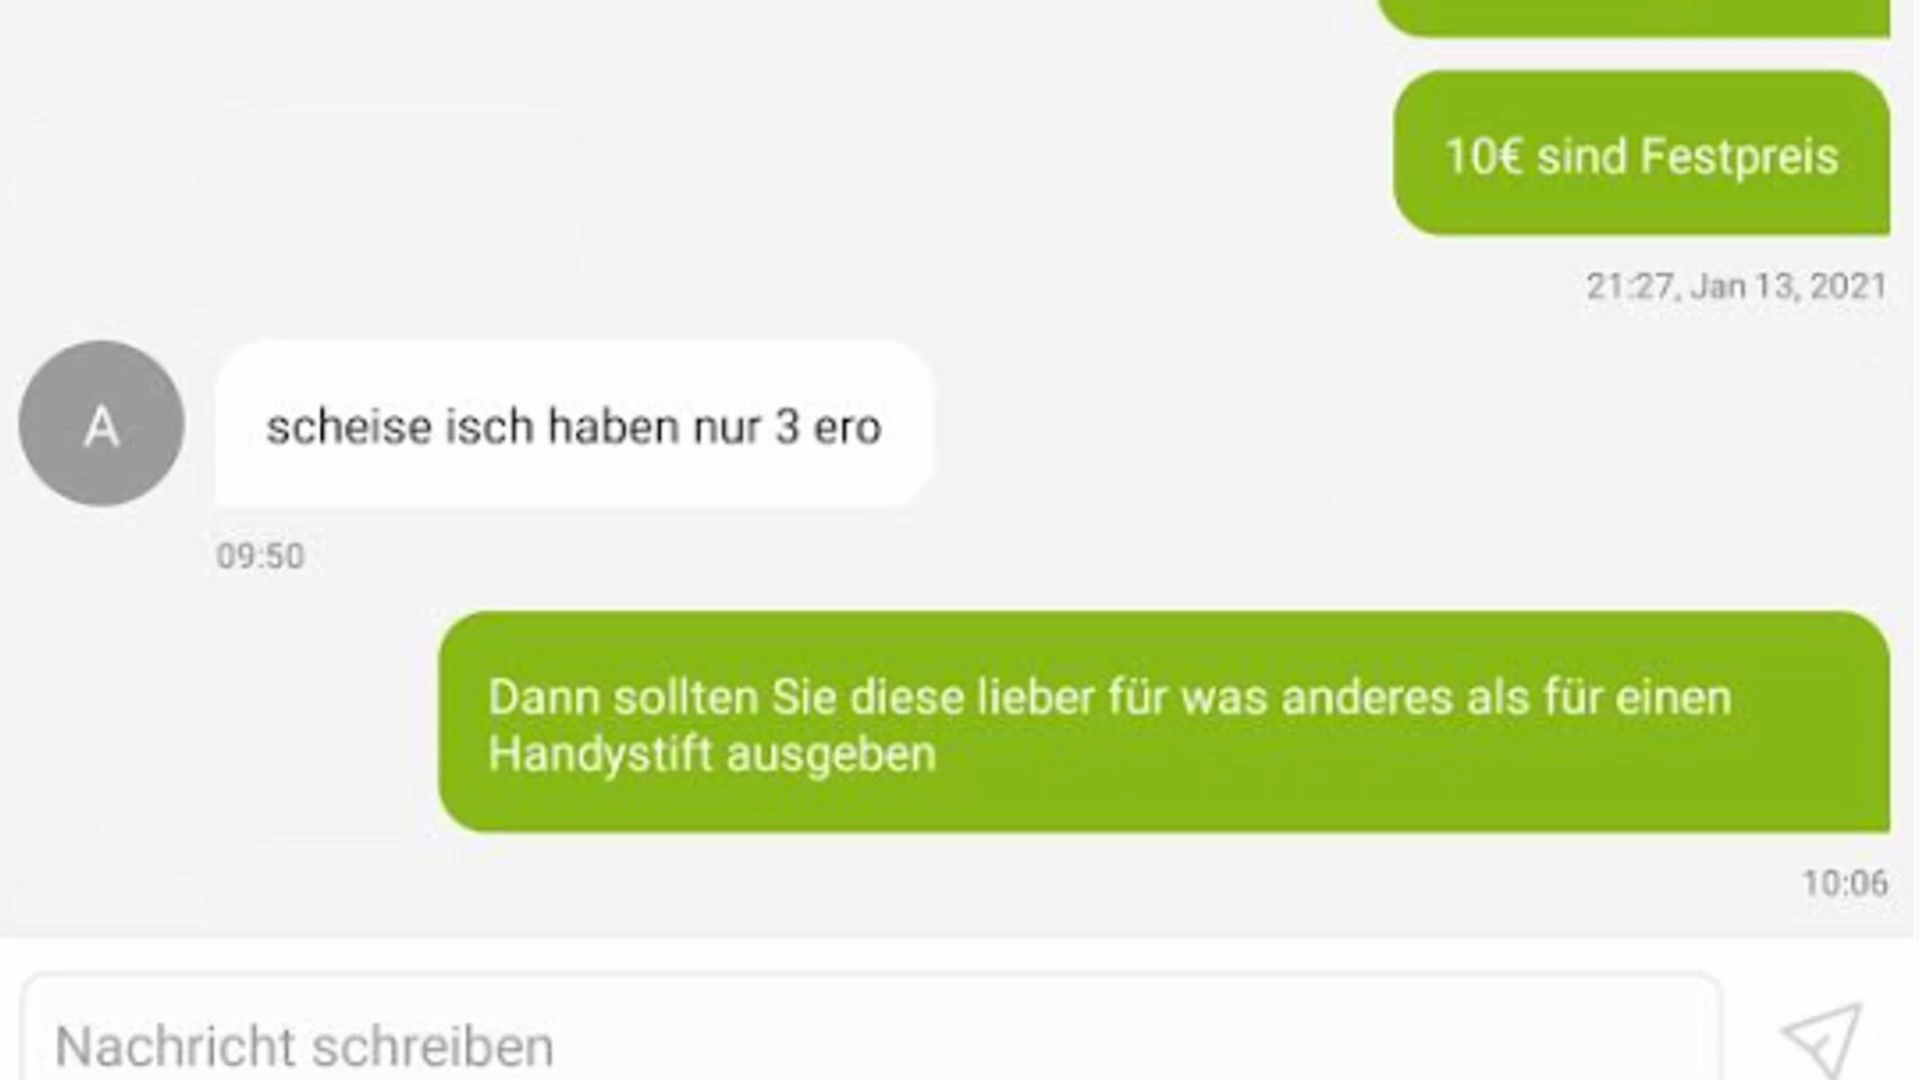 10€ sind Festpreis
21:27, Jan 13, 2021
A
scheise isch haben nur 3 ero
09:50
Dann sollten Sie diese lieber für was anderes als für einen
Handystift ausgeben
10:06
Nachricht schreiben